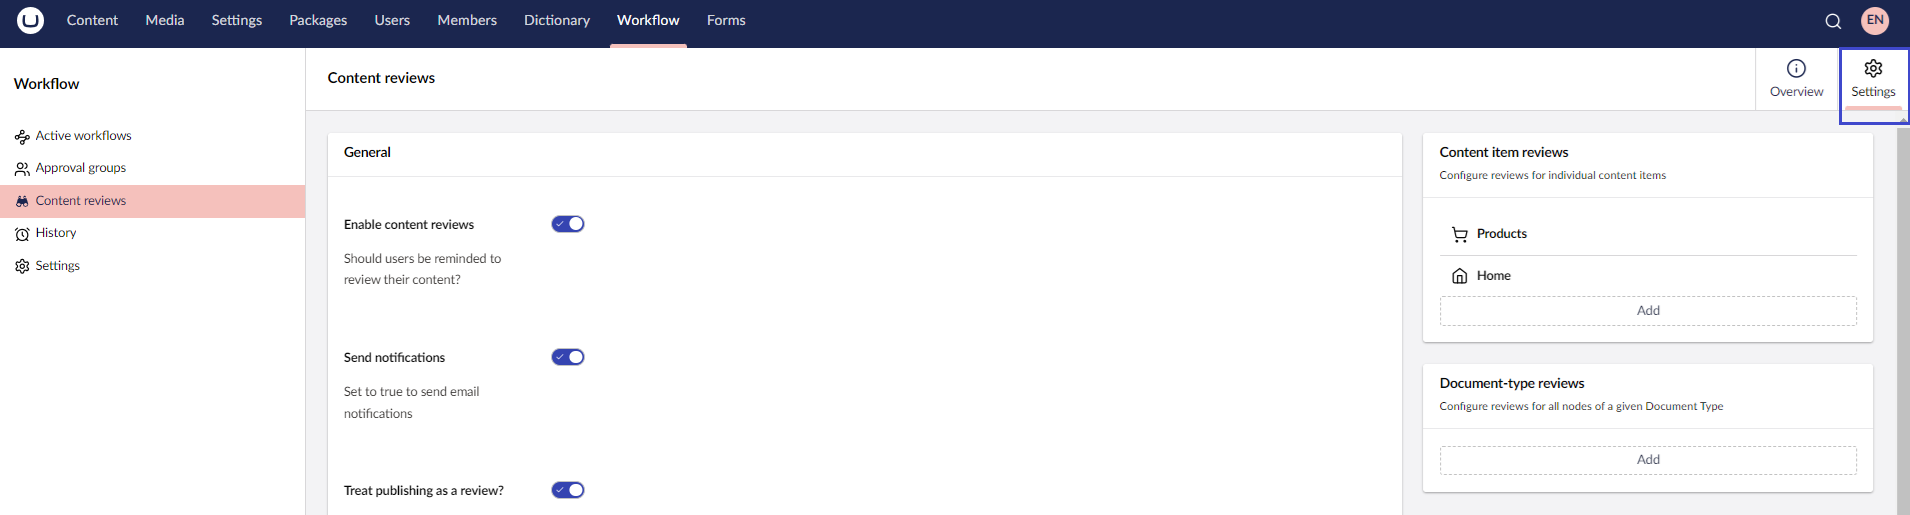 Content Media Settings Packages Users Members Dictionary Workflow Forms EN
Workflow
Active workflows
Approval groups
Content reviews
History
Settings
Content reviews
Overview
Settings
General
Enable content reviews
Should users be reminded to
review their content?
Send notifications
Set to true to send email
notifications
Treat publishing as a review?
Content item reviews
Configure reviews for individual content items
Products
Home
Add
Document-type reviews
Configure reviews for all nodes of a given Document Type
Add